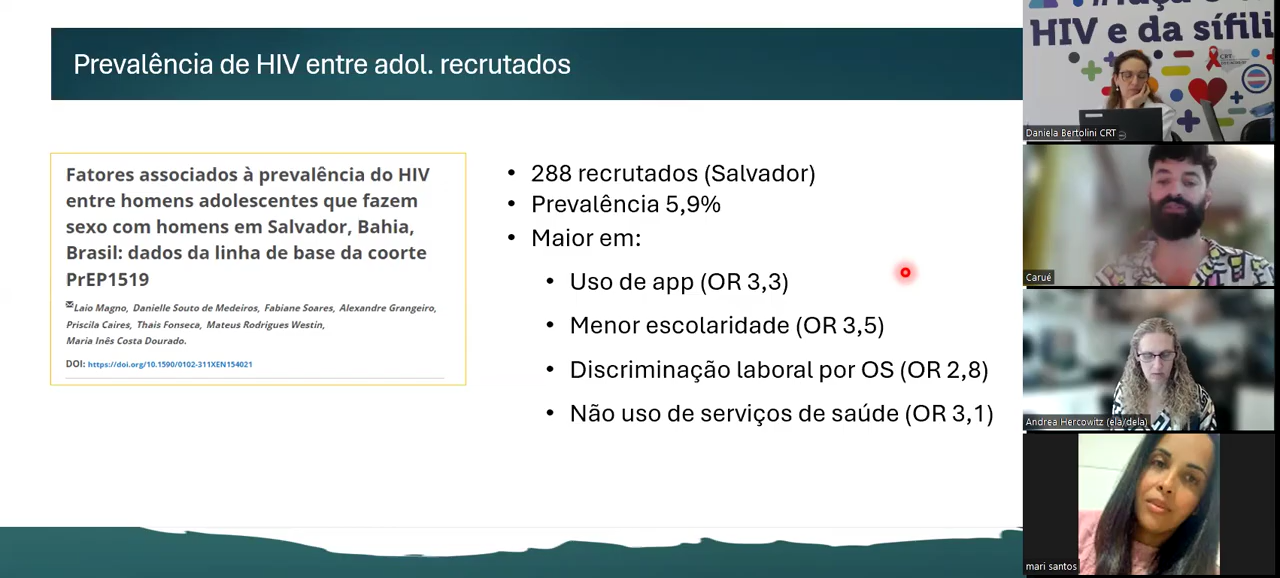 Prevalência de HIV entre adol. recrutados
Fatores associados à prevalência do HIV
entre homens adolescentes que fazem
sexo com homens em Salvador, Bahia,
Brasil: dados da linha de base da coorte
PrEP1519
Laio Magno, Danielle Souto de Medeiros, Fabiane Soares, Alexandre Grangeiro,
Priscila Caires, Thais Fonseca, Mateus Rodrigues Westin,
Maria Inês Costa Dourado.
DOI: https://doi.org/10.1590/0102-311XEN154021
• 288 recrutados (Salvador)
• Prevalência 5,9%
• Maior em:
• Uso de app (OR 3,3)
• Menor escolaridade (OR 3,5)
• Discriminação laboral por OS (OR 2,8)
• Não uso de serviços de saúde (OR 3,1)
HIV e da sífili
CRT
Daniela Bertolini CRT
Carué
Andrea Hercowitz (ela/dela)
mari santos